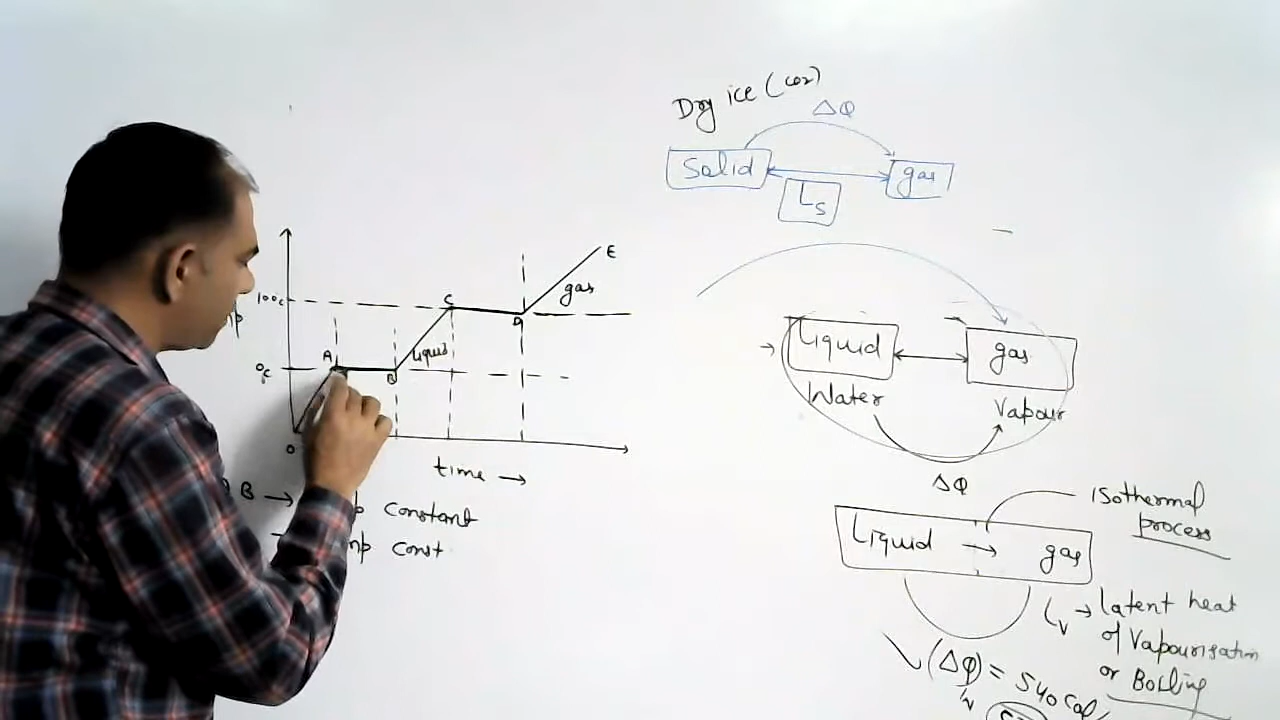 E
gas
100c
C
D
A
liquid
B
0°c
0
time →
B → constant
const
Dry ice (co2)
ΔQ
Solid
gas
Ls
→ Liquid
gas
Water
Vapour
ΔQ
Isothermal
process
Liquid → gas
Lv → latent heat
of Vapourisation
or Boiling
(ΔQ) = 540 cal/